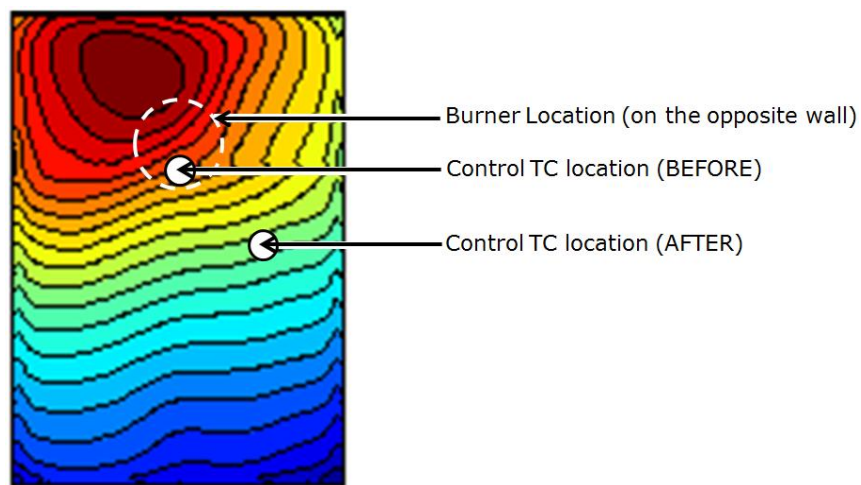 Burner Location (on the opposite wall)
Control TC location (BEFORE)
Control TC location (AFTER)